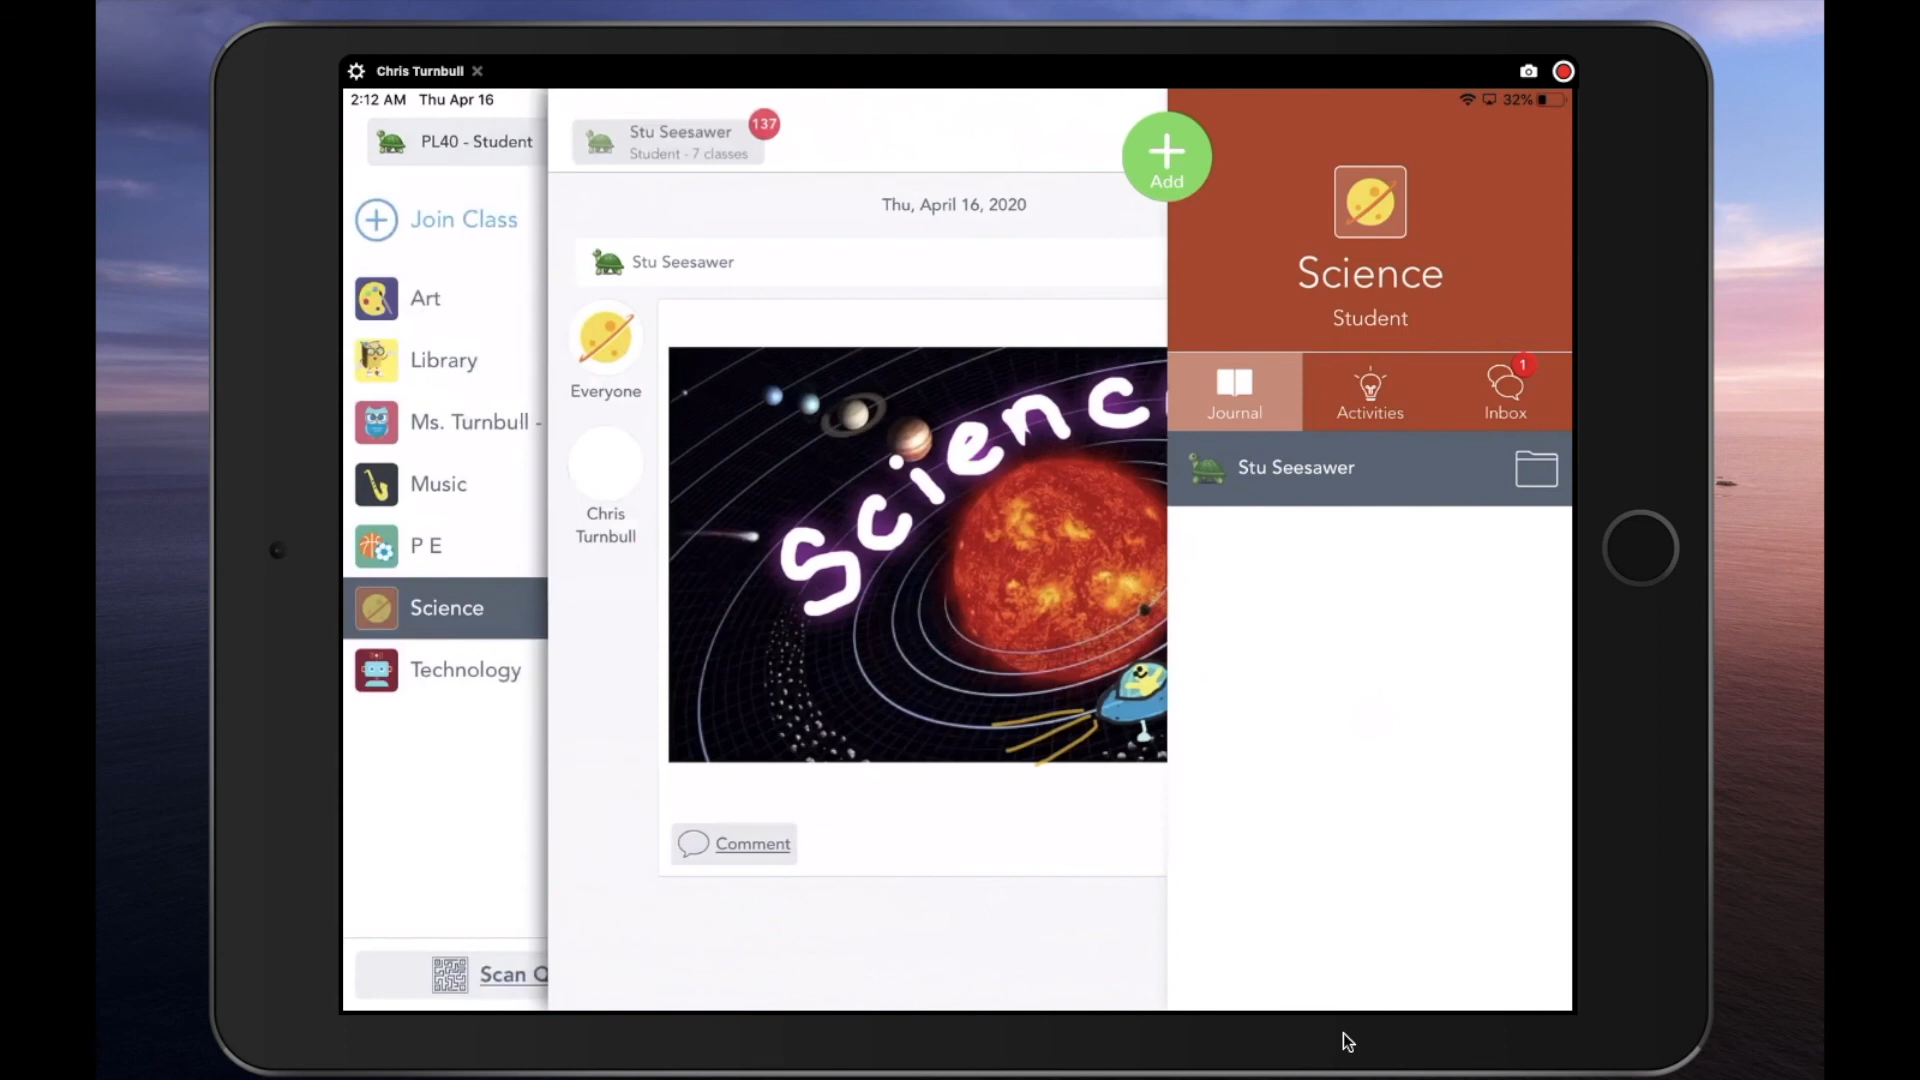 Chris Turnbull
2:12 AM Thu Apr 16
32%
PL40 - Student
Join Class
Art
Library
Ms. Turnbull -
Music
P E
Science
Technology
Scan Q
Stu Seesawer
Student - 7 classes
137
Thu, April 16, 2020
Stu Seesawer
Everyone
Chris
Turnbull
Scienc
Comment
Add
Science
Student
Journal
Activities
Inbox
1
Stu Seesawer